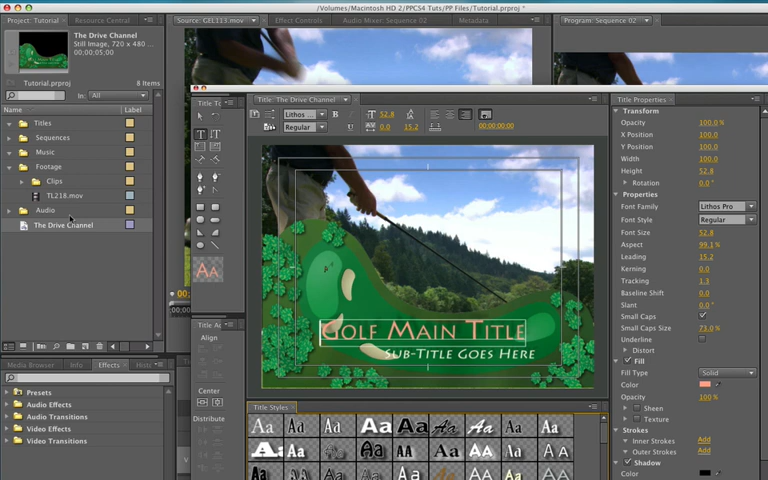 /Volumes/Macintosh HD 2/PPCS4 Tuts/PP Files/Tutorial.prproj *
Project: Tutorial
Resource Central
Source: GEL113.mov
Effect Controls
Audio Mixer: Sequence 02
Metadata
Program: Sequence 02
The Drive Channel
Still Image, 720 x 480 ...
00;00;05;00
Tutorial.prproj
8 Items
In: All
Name
Label
Titles
Sequences
Music
Footage
Clips
TL218.mov
Audio
The Drive Channel
Media Browser
Info
Effects
Presets
Audio Effects
Audio Transitions
Video Effects
Video Transitions
Title: The Drive Channel
Lithos ...
Regular
B
I
U
52.8
0.0
15.2
00:00:00:00
Golf Main Title
Sub-Title Goes Here
Align
Center
Distribute
Title Styles
Title Properties
Transform
Opacity 100.0 %
X Position 100.0
Y Position 100.0
Width 100.0
Height 52.8
Rotation 0.0 °
Properties
Font Family Lithos Pro
Font Style Regular
Font Size 52.8
Aspect 99.1 %
Leading 15.2
Kerning 0.0
Tracking 1.3
Baseline Shift 0.0
Slant 0.0 °
Small Caps
Small Caps Size 73.0 %
Underline
Distort
Fill
Fill Type Solid
Color
Opacity 100 %
Sheen
Texture
Strokes
Inner Strokes Add
Outer Strokes Add
Shadow
Color